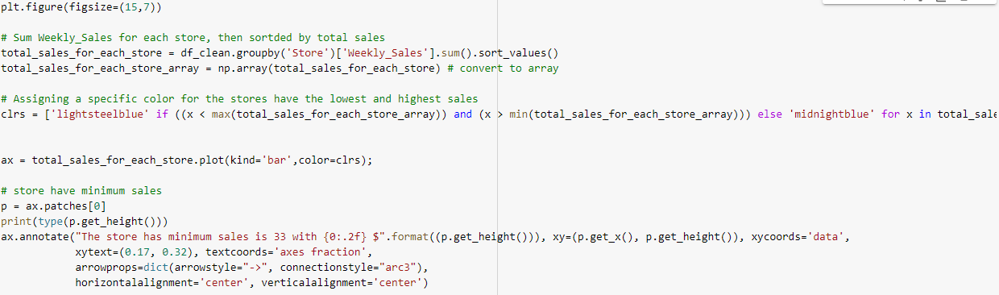 plt.figure(figsize=(15,7))
# Sum Weekly_Sales for each store, then sortded by total sales
total_sales_for_each_store = df_clean.groupby('Store')['Weekly_Sales'].sum().sort_values()
total_sales_for_each_store_array = np.array(total_sales_for_each_store) # convert to array
# Assigning a specific color for the stores have the lowest and highest sales
clrs = ['lightsteelblue' if ((x < max(total_sales_for_each_store_array)) and (x > min(total_sales_for_each_store_array))) else 'midnightblue' for x in total_sale
ax = total_sales_for_each_store.plot(kind='bar',color=clrs);
# store have minimum sales
p = ax.patches[0]
print(type(p.get_height()))
ax.annotate("The store has minimum sales is 33 with {0:.2f} $".format((p.get_height())), xy=(p.get_x(), p.get_height()), xycoords='data',
xytext=(0.17, 0.32), textcoords='axes fraction',
arrowprops=dict(arrowstyle="->", connectionstyle="arc3"),
horizontalalignment='center', verticalalignment='center')